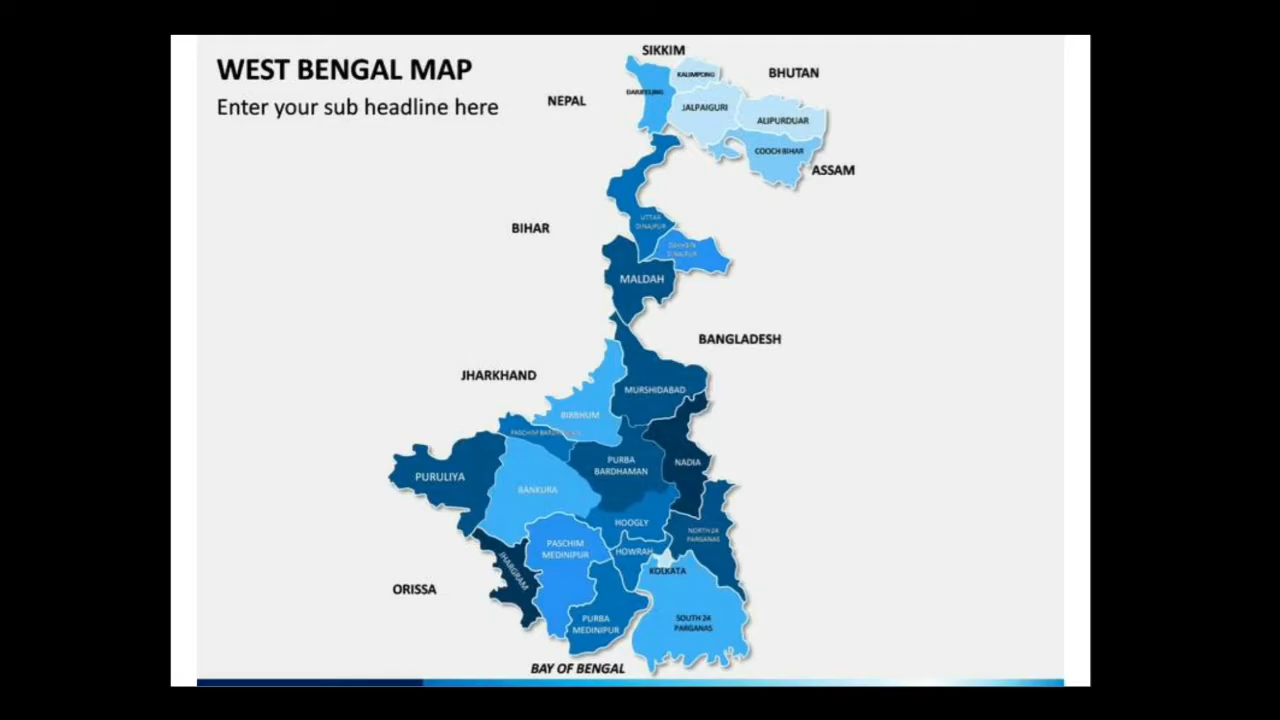 WEST BENGAL MAP
Enter your sub headline here
SIKKIM
KALIMPONG
BHUTAN
DARJEELING
NEPAL
JALPAIGURI
ALIPURDUAR
COOCH BIHAR
ASSAM
BIHAR
UTTAR
DINAJPUR
DINAJPUR
MALDAH
BANGLADESH
JHARKHAND
MURSHIDABAD
BIRBHUM
PASCHIM BARDHAMAN
PURBA
BARDHAMAN
NADIA
PURULIYA
BANKURA
HOOGLY
NORTH 24
PARGANAS
PASCHIM
MEDINIPUR
HOWRAH
JHARGRAM
KOLKATA
ORISSA
PURBA
MEDINIPUR
SOUTH 24
PARGANAS
BAY OF BENGAL